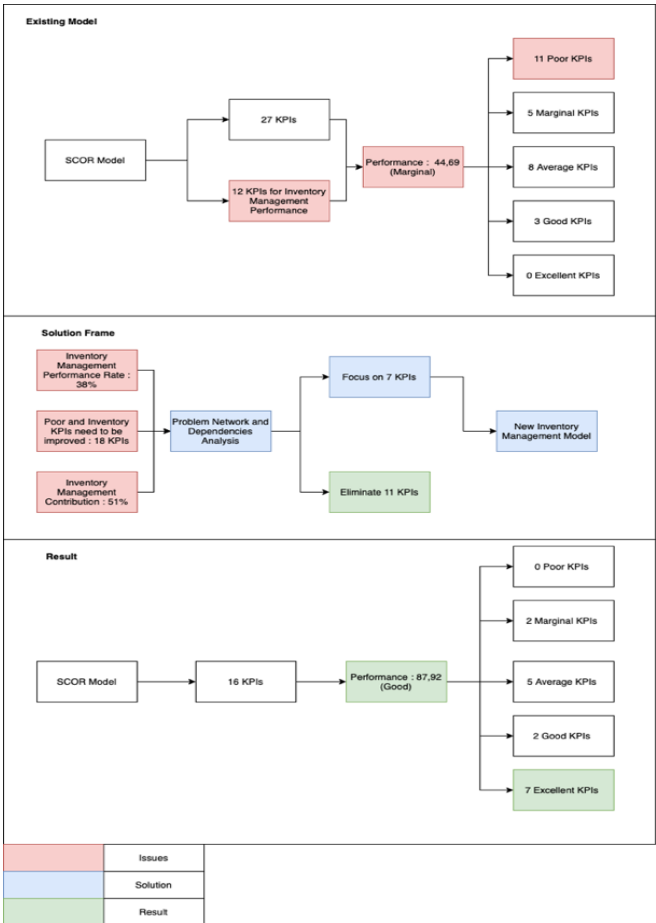 Existing Model
11 Poor KPIs
27 KPIs
5 Marginal KPIs
SCOR Model
Performance : 44,69
(Marginal)
8 Average KPIs
12 KPIs for Inventory
Management
Performance
3 Good KPIs
0 Excellent KPIs
Solution Frame
Inventory
Management
Performance Rate :
38%
Focus on 7 KPIs
Poor and Inventory
KPIs need to be
improved : 18 KPIs
Problem Network and
Dependencies
Analysis
New Inventory
Management Model
Inventory
Management
Contribution : 51%
Eliminate 11 KPIs
Result
0 Poor KPIs
2 Marginal KPIs
SCOR Model
16 KPIs
Performance : 87,92
(Good)
5 Average KPIs
2 Good KPIs
7 Excellent KPIs
Issues
Solution
Result